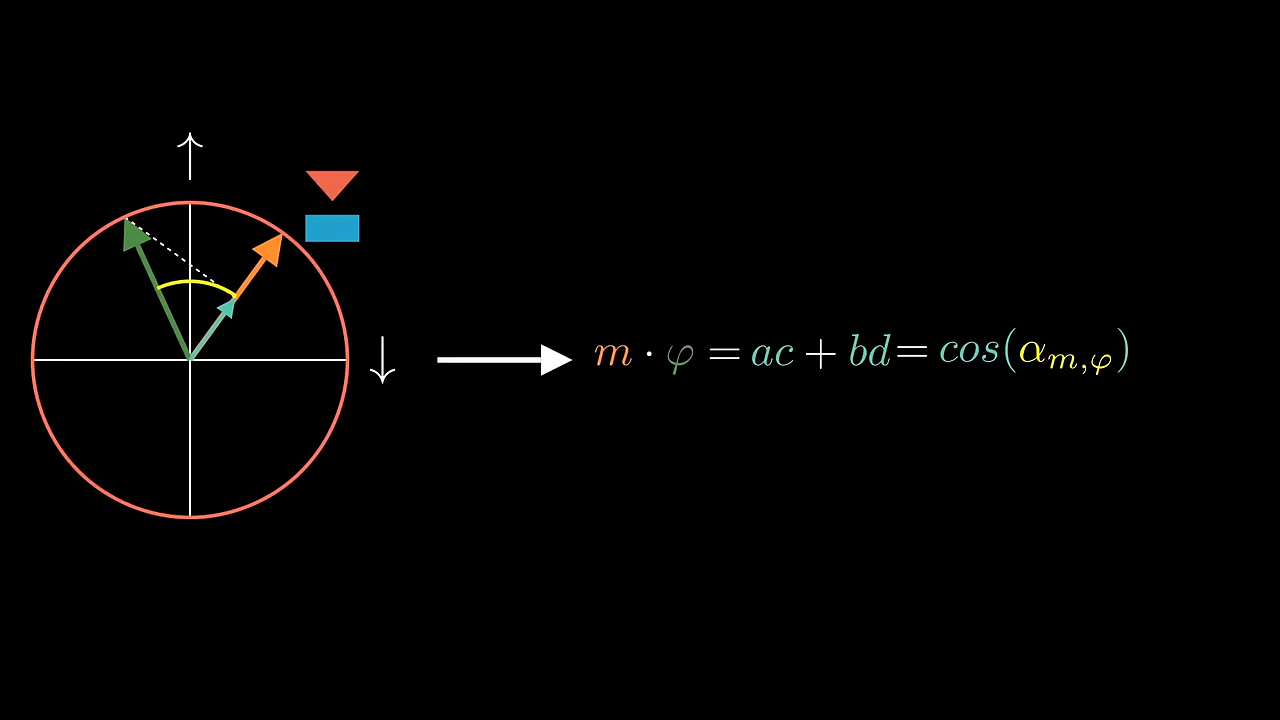 ↑
↓
m · φ = ac + bd = cos(α_{m,φ})